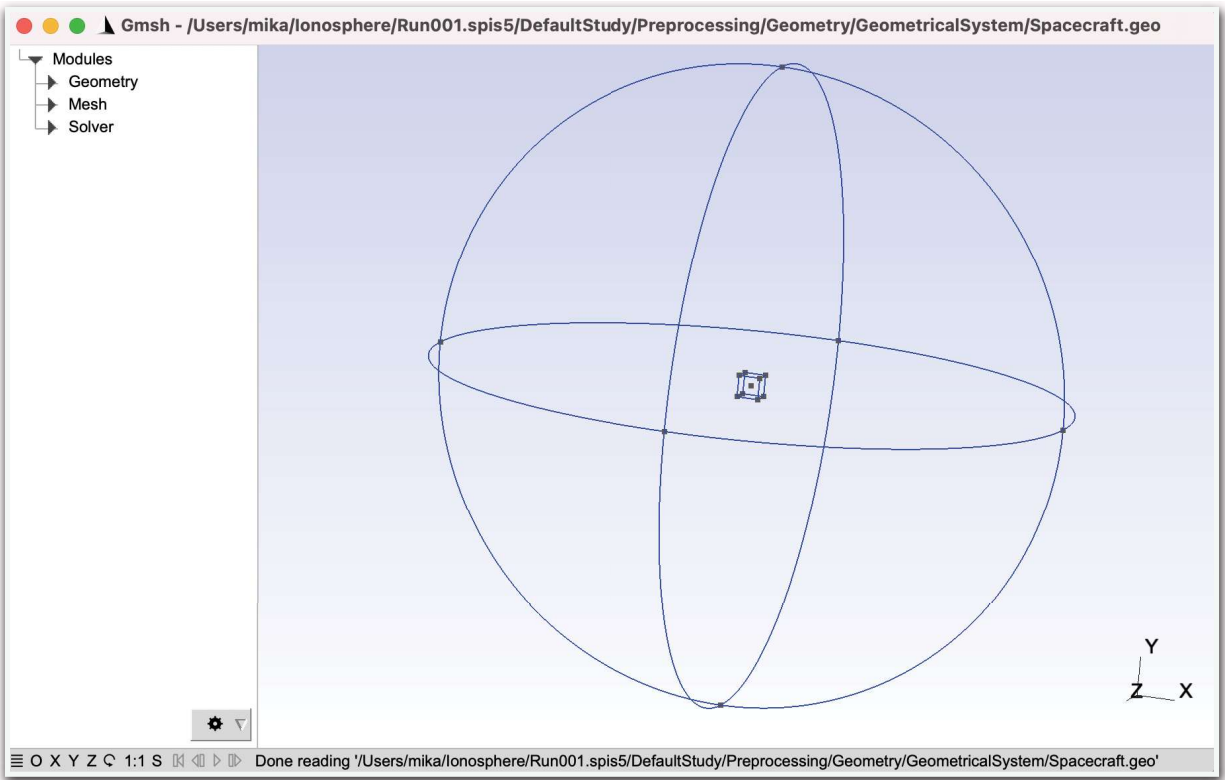 Gmsh - /Users/mika/Ionosphere/Run001.spis5/DefaultStudy/Preprocessing/Geometry/GeometricalSystem/Spacecraft.geo
Modules
Geometry
Mesh
Solver
Y
Z X
O X Y Z 1:1 S Done reading '/Users/mika/Ionosphere/Run001.spis5/DefaultStudy/Preprocessing/Geometry/GeometricalSystem/Spacecraft.geo'